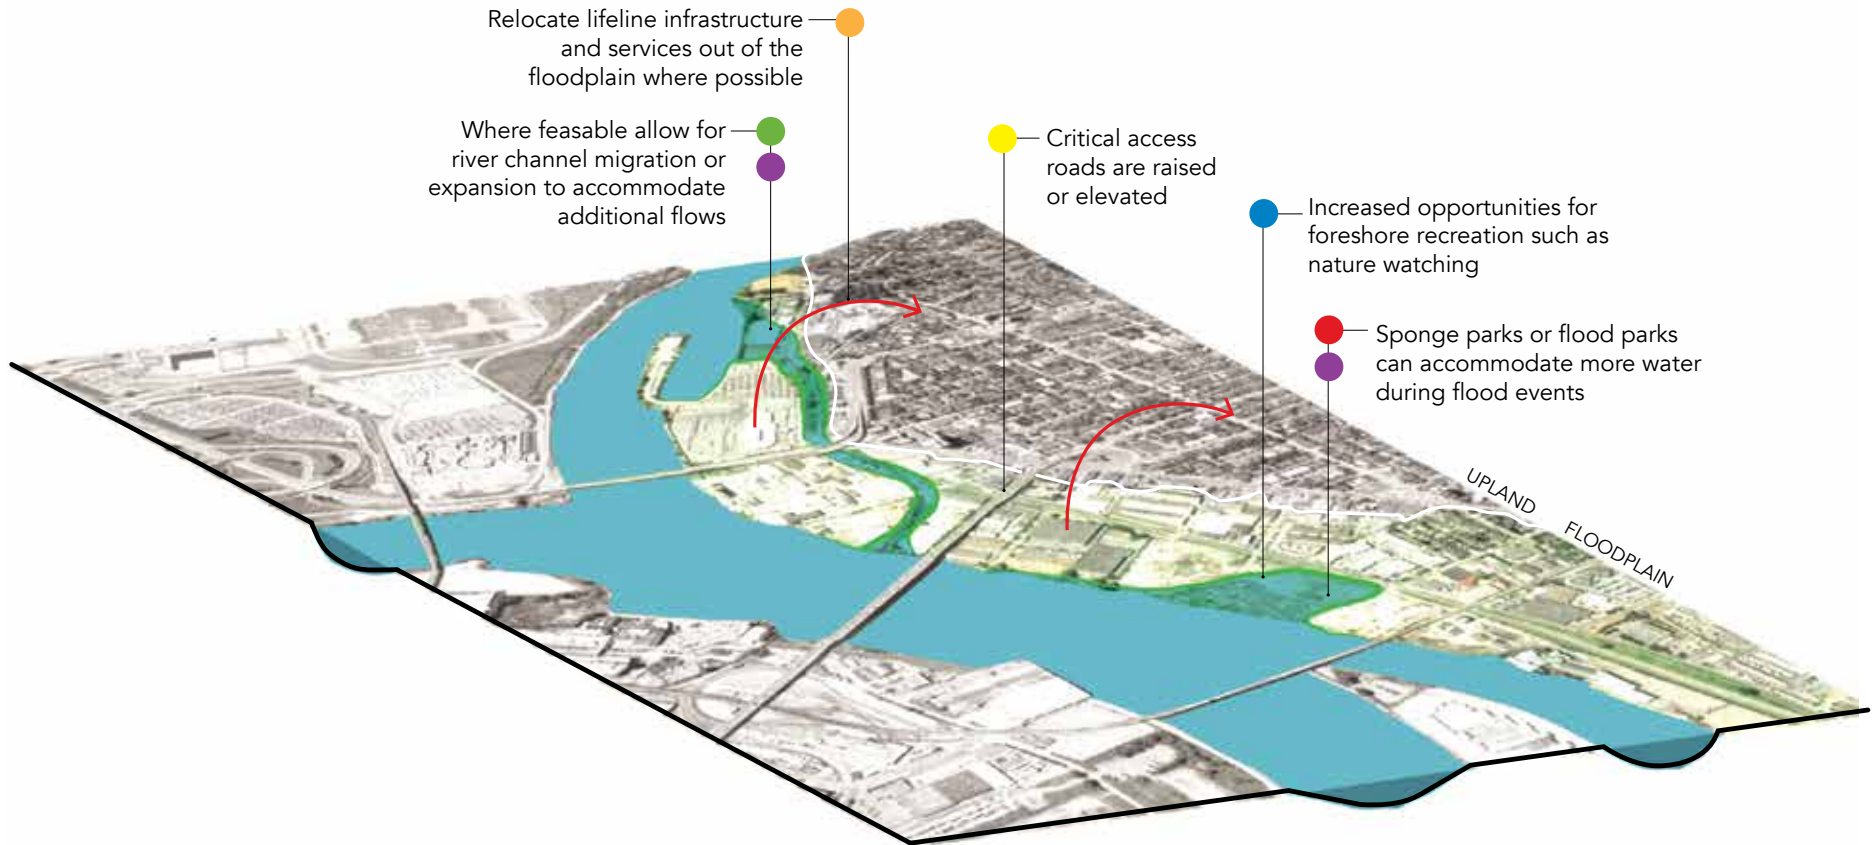 Relocate lifeline infrastructure
and services out of the
floodplain where possible
Where feasable allow for
river channel migration or
expansion to accommodate
additional flows
Critical access
roads are raised
or elevated
Increased opportunities for
foreshore recreation such as
nature watching
Sponge parks or flood parks
can accommodate more water
during flood events
UPLAND
FLOODPLAIN